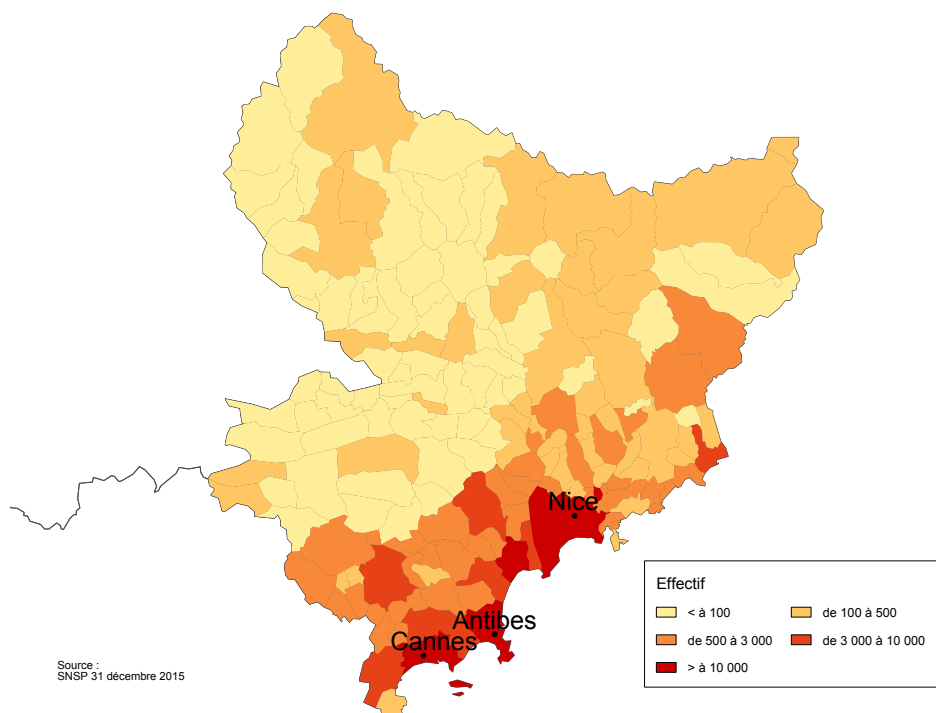 Nice
Antibes
Cannes
Effectif
< à 100
de 100 à 500
de 500 à 3 000
de 3 000 à 10 000
> à 10 000
Source :
SNSP 31 décembre 2015